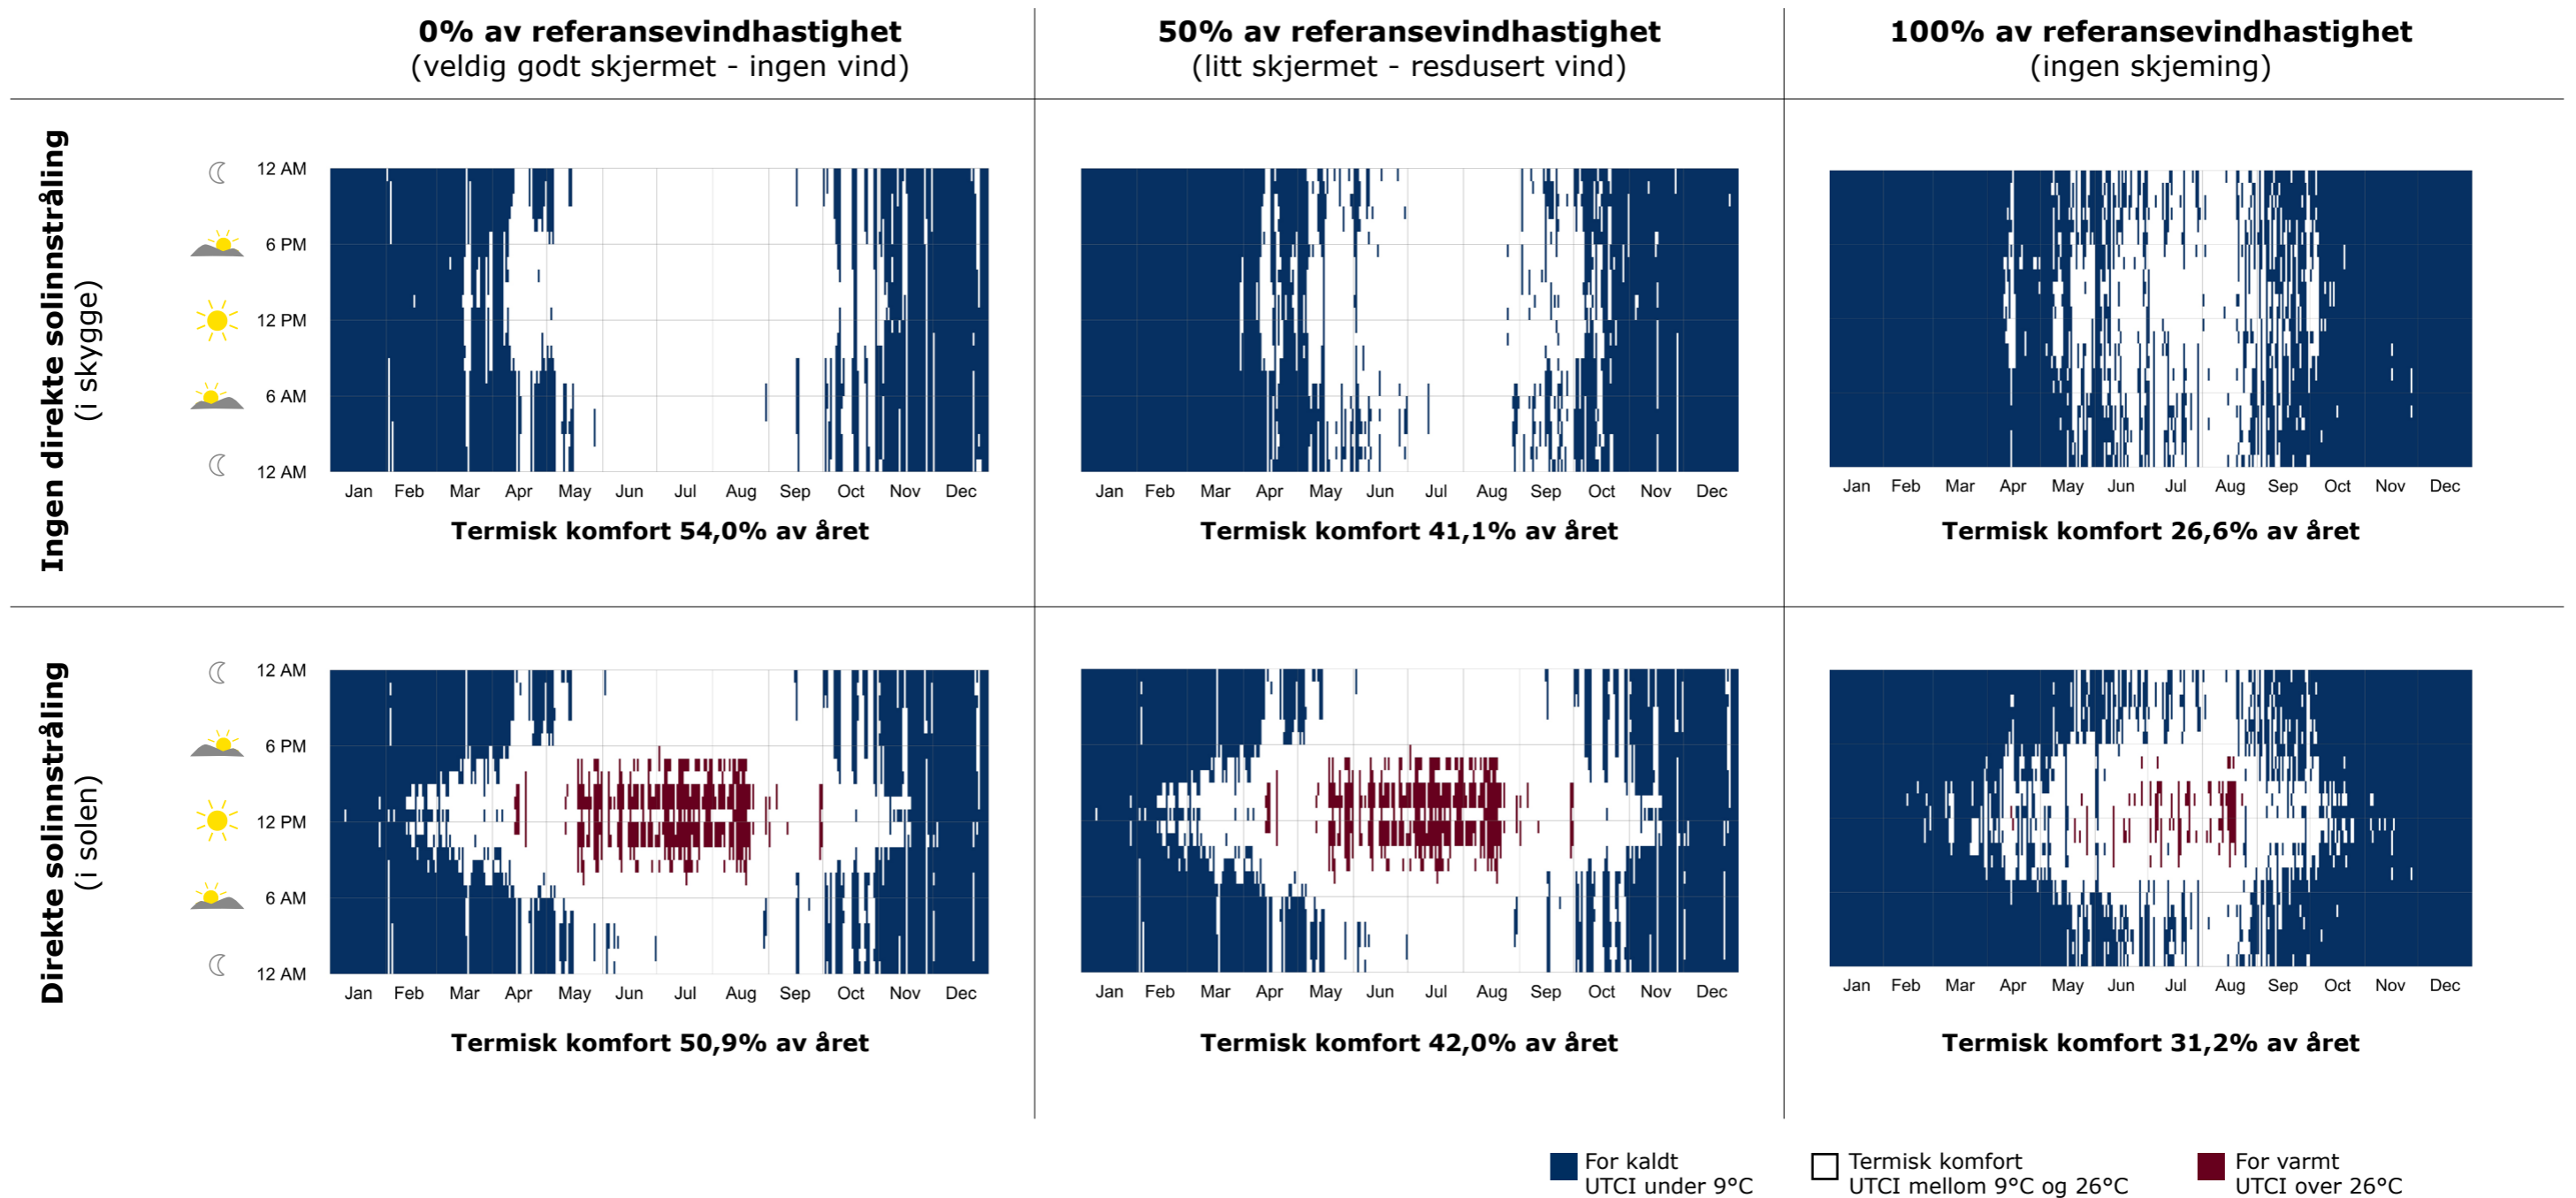 0% av referansevindhastighet
(veldig godt skjermet - ingen vind)
50% av referansevindhastighet
(litt skjermet - resdusert vind)
100% av referansevindhastighet
(ingen skjeming)
Ingen direkte solinnstråling
(i skygge)
12 AM
6 PM
12 PM
6 AM
12 AM
Jan Feb Mar Apr May Jun Jul Aug Sep Oct Nov Dec
Termisk komfort 54,0% av året
Jan Feb Mar Apr May Jun Jul Aug Sep Oct Nov Dec
Termisk komfort 41,1% av året
Jan Feb Mar Apr May Jun Jul Aug Sep Oct Nov Dec
Termisk komfort 26,6% av året
Direkte solinnstråling
(i solen)
12 AM
6 PM
12 PM
6 AM
12 AM
Jan Feb Mar Apr May Jun Jul Aug Sep Oct Nov Dec
Termisk komfort 50,9% av året
Jan Feb Mar Apr May Jun Jul Aug Sep Oct Nov Dec
Termisk komfort 42,0% av året
Jan Feb Mar Apr May Jun Jul Aug Sep Oct Nov Dec
Termisk komfort 31,2% av året
For kaldt
UTCI under 9°C
Termisk komfort
UTCI mellom 9°C og 26°C
For varmt
UTCI over 26°C